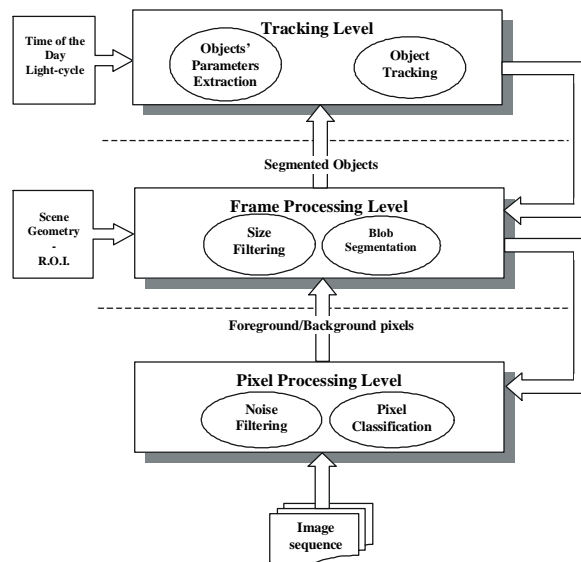 Tracking Level
Time of the
Day
Light-cycle
Objects'
Parameters
Extraction
Object
Tracking
Segmented Objects
Frame Processing Level
Scene
Geometry
-
R.O.I.
Size
Filtering
Blob
Segmentation
Foreground/Background pixels
Pixel Processing Level
Noise
Filtering
Pixel
Classification
Image
sequence